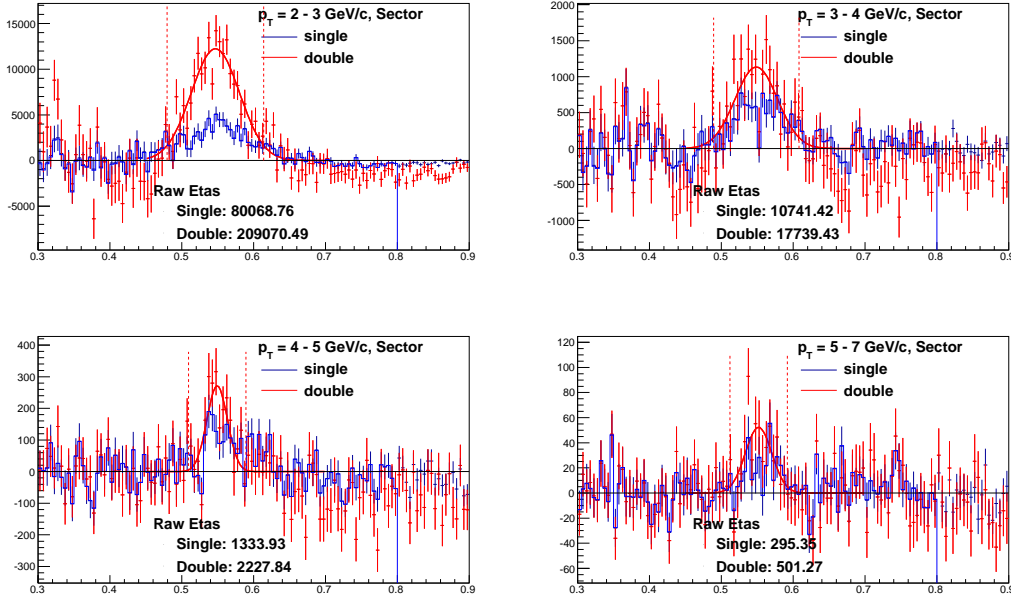 p_T = 2 - 3 GeV/c, Sector
single
double
15000
10000
5000
0
-5000
Raw Etas
Single: 80068.76
Double: 209070.49
0.3 0.4 0.5 0.6 0.7 0.8 0.9
p_T = 3 - 4 GeV/c, Sector
single
double
2000
1500
1000
500
0
-500
-1000
Raw Etas
Single: 10741.42
Double: 17739.43
0.3 0.4 0.5 0.6 0.7 0.8 0.9
p_T = 4 - 5 GeV/c, Sector
single
double
400
300
200
100
0
-100
-200
-300
Raw Etas
Single: 1333.93
Double: 2227.84
0.3 0.4 0.5 0.6 0.7 0.8 0.9
p_T = 5 - 7 GeV/c, Sector
single
double
120
100
80
60
40
20
0
-20
-40
-60
Raw Etas
Single: 295.35
Double: 501.27
0.3 0.4 0.5 0.6 0.7 0.8 0.9